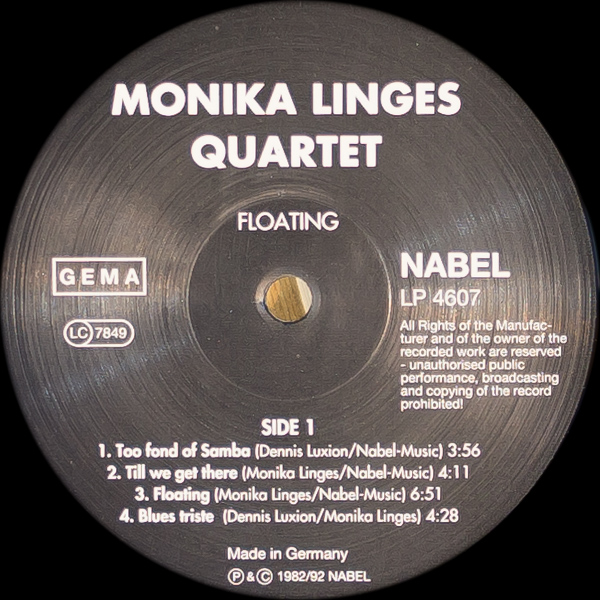 MONIKA LINGES
QUARTET
FLOATING
GEMA
LC 7849
NABEL
LP 4607
All Rights of the Manufac-
turer and of the owner of the
recorded work are reserved
- unauthorised public
performance, broadcasting
and copying of the record
prohibited!
SIDE 1
1. Too fond of Samba (Dennis Luxion/Nabel-Music) 3:56
2. Till we get there (Monika Linges/Nabel-Music) 4:11
3. Floating (Monika Linges/Nabel-Music) 6:51
4. Blues triste (Dennis Luxion/Monika Linges) 4:28
Made in Germany
℗ & © 1982/92 NABEL